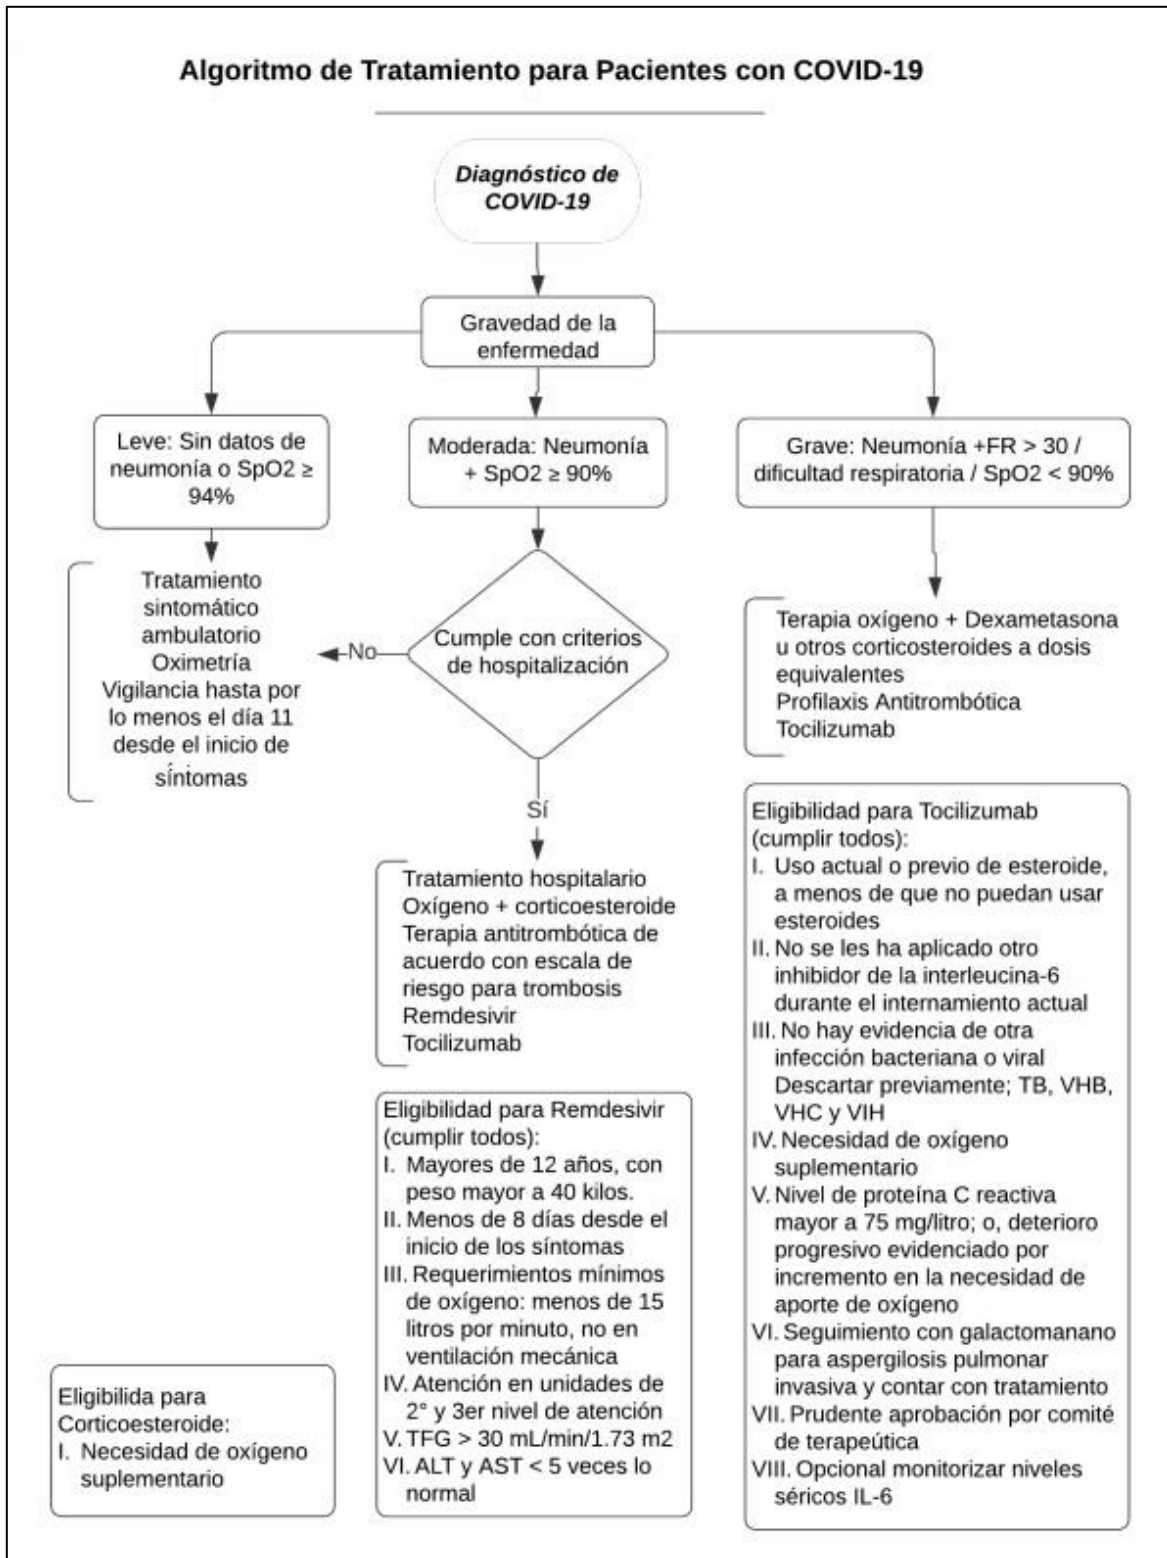 Algoritmo de Tratamiento para Pacientes con COVID-19
Diagnóstico de
COVID-19
Gravedad de la
enfermedad
Leve: Sin datos de
neumonía o SpO2 ≥
94%
Moderada: Neumonía
+ SpO2 ≥ 90%
Grave: Neumonía +FR > 30 /
dificultad respiratoria / SpO2 < 90%
Tratamiento
sintomático
ambulatorio
Oximetría
Vigilancia hasta por
lo menos el día 11
desde el inicio de
síntomas
No
Cumple con criterios
de hospitalización
Terapia oxígeno + Dexametasona
u otros corticosteroides a dosis
equivalentes
Profilaxis Antitrombótica
Tocilizumab
Sí
Tratamiento hospitalario
Oxígeno + corticoesteroide
Terapia antitrombótica de
acuerdo con escala de
riesgo para trombosis
Remdesivir
Tocilizumab
Eligibilidad para Tocilizumab
(cumplir todos):
I. Uso actual o previo de esteroide,
a menos de que no puedan usar
esteroides
II. No se les ha aplicado otro
inhibidor de la interleucina-6
durante el internamiento actual
III. No hay evidencia de otra
infección bacteriana o viral
Descartar previamente; TB, VHB,
VHC y VIH
IV. Necesidad de oxígeno
suplementario
V. Nivel de proteína C reactiva
mayor a 75 mg/litro; o, deterioro
progresivo evidenciado por
incremento en la necesidad de
aporte de oxígeno
VI. Seguimiento con galactomanano
para aspergilosis pulmonar
invasiva y contar con tratamiento
VII. Prudente aprobación por comité
de terapeútica
VIII. Opcional monitorizar niveles
séricos IL-6
Eligibilidad para Remdesivir
(cumplir todos):
I. Mayores de 12 años, con
peso mayor a 40 kilos.
II. Menos de 8 días desde el
inicio de los síntomas
III. Requerimientos mínimos
de oxígeno: menos de 15
litros por minuto, no en
ventilación mecánica
IV. Atención en unidades de
2° y 3er nivel de atención
V. TFG > 30 mL/min/1.73 m2
VI. ALT y AST < 5 veces lo
normal
Eligibilida para
Corticoesteroide:
I. Necesidad de oxígeno
suplementario